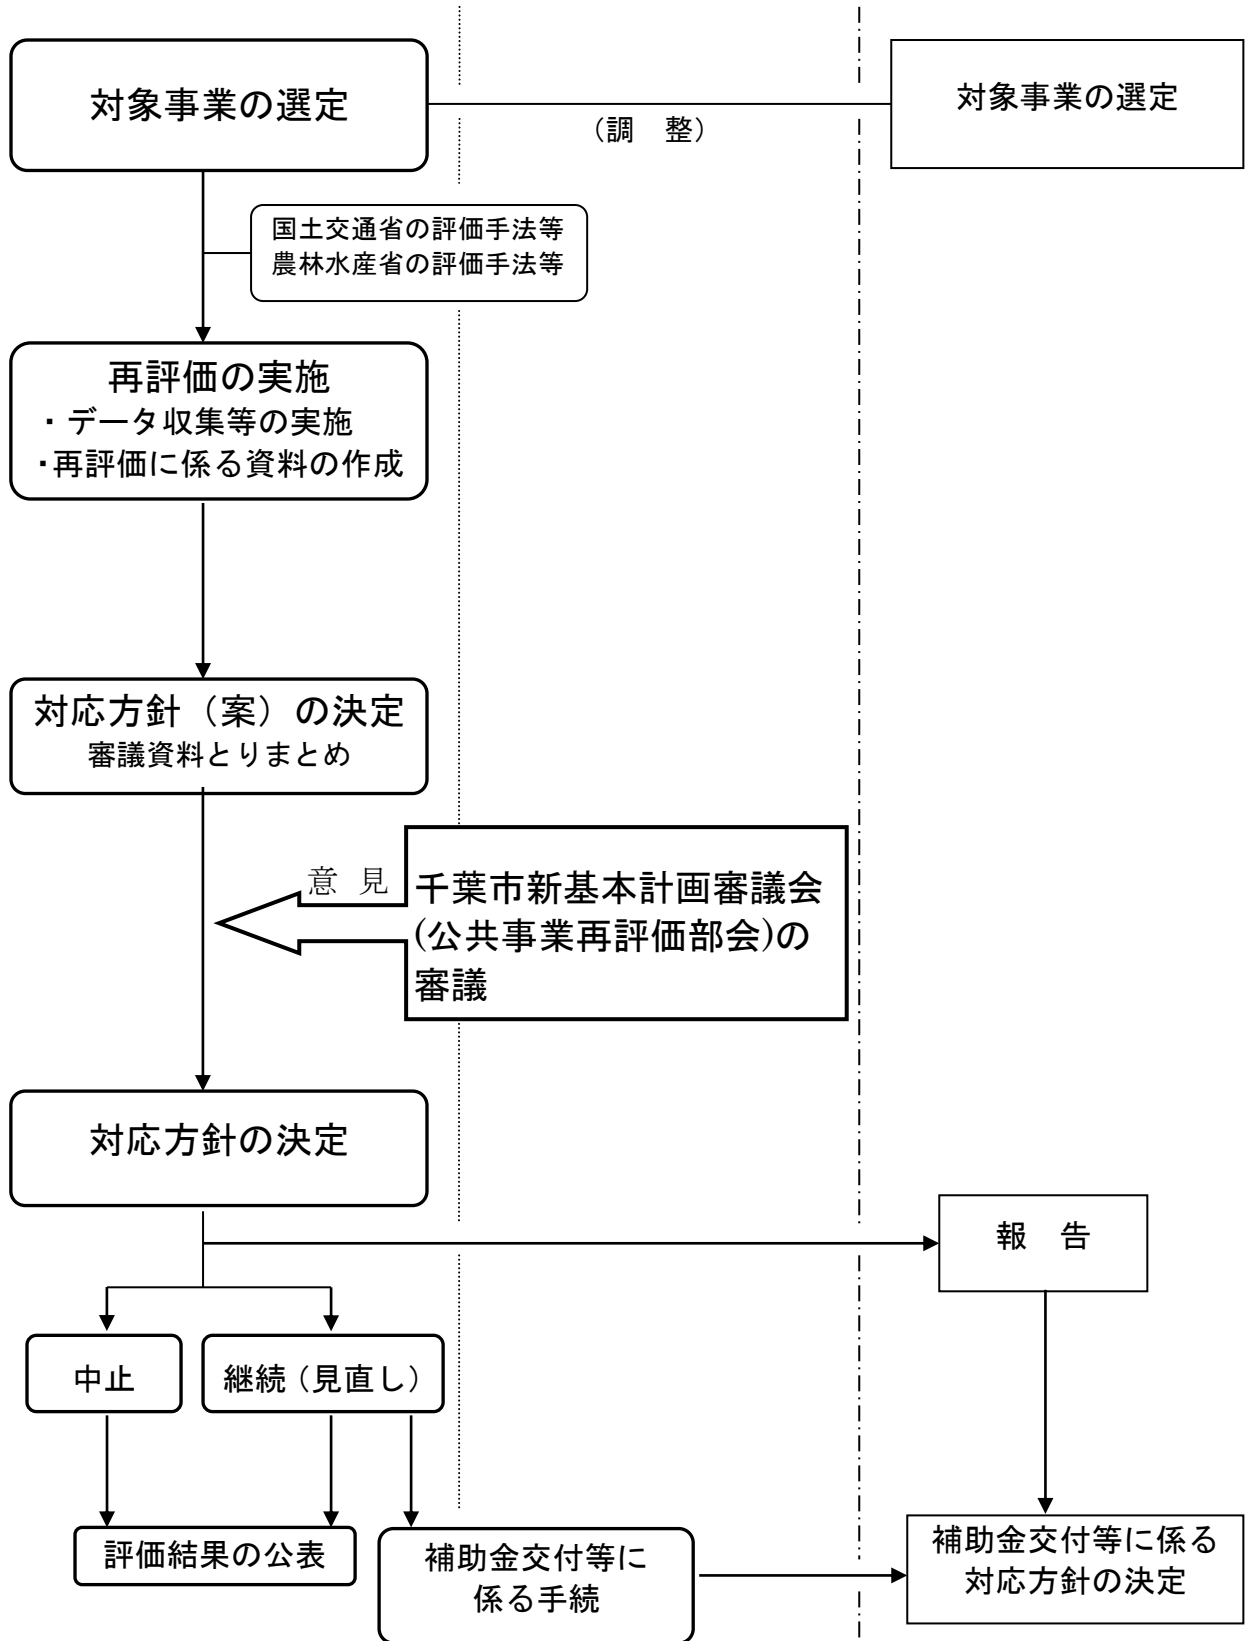 対象事業の選定
対象事業の選定
（調　整）
国土交通省の評価手法等
農林水産省の評価手法等
再評価の実施
・データ収集等の実施
・再評価に係る資料の作成
対応方針（案）の決定
審議資料とりまとめ
意 見
千葉市新基本計画審議会
(公共事業再評価部会)の
審議
対応方針の決定
報　告
中止
継続（見直し）
評価結果の公表
補助金交付等に
係る手続
補助金交付等に係る
対応方針の決定